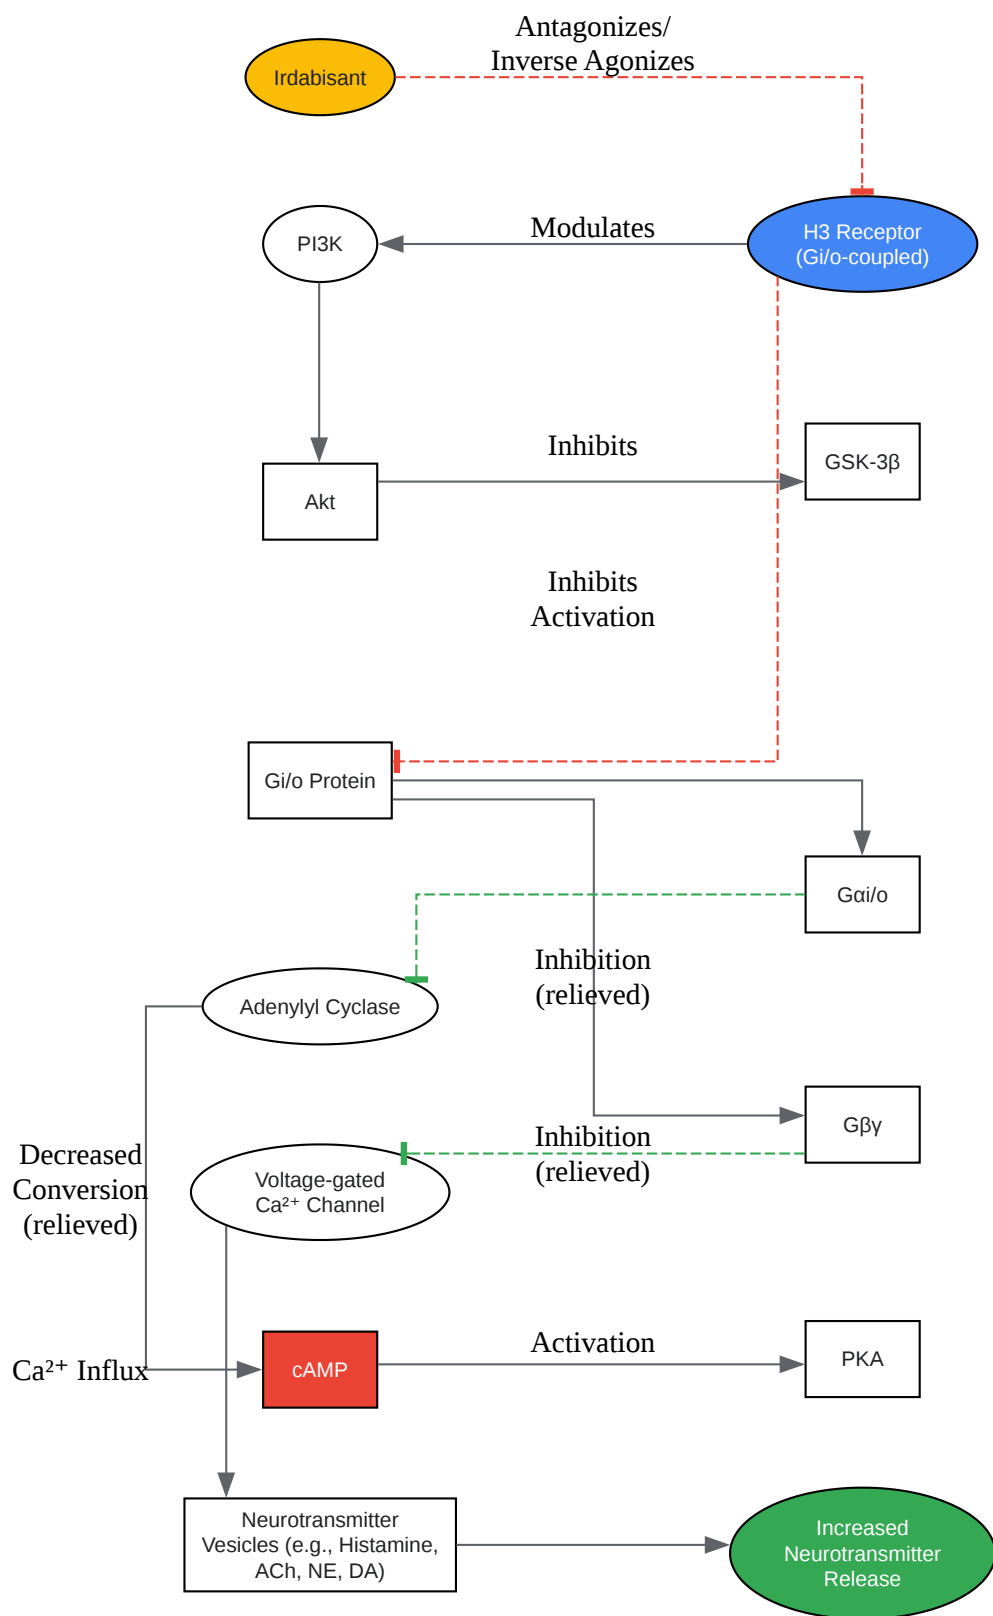 Antagonizes/
Inverse Agonizes
Irdabisant
H3 Receptor
(Gi/o-coupled)
Modulates
PI3K
Inhibits
GSK-3β
Akt
Inhibits
Activation
Gi/o Protein
Gαi/o
Inhibition
(relieved)
Adenylyl Cyclase
Gβγ
Inhibition
(relieved)
Decreased
Conversion
(relieved)
Voltage-gated
Ca²⁺ Channel
Activation
PKA
Ca²⁺ Influx
cAMP
Neurotransmitter
Vesicles (e.g., Histamine,
ACh, NE, DA)
Increased
Neurotransmitter
Release